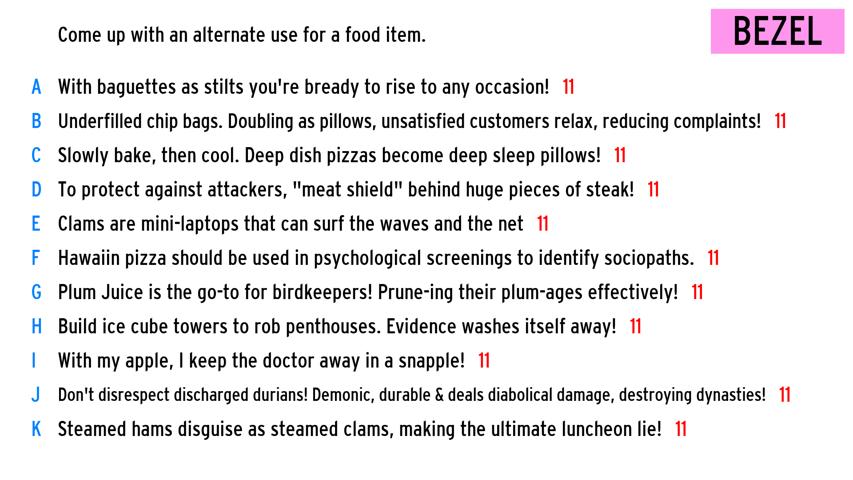 Come up with an alternate use for a food item.
BEZEL
A With baguettes as stilts you're bready to rise to any occasion! 11
B Underfilled chip bags. Doubling as pillows, unsatisfied customers relax, reducing complaints! 11
C Slowly bake, then cool. Deep dish pizzas become deep sleep pillows! 11
D To protect against attackers, "meat shield" behind huge pieces of steak! 11
E Clams are mini-laptops that can surf the waves and the net 11
F Hawaiin pizza should be used in psychological screenings to identify sociopaths. 11
G Plum Juice is the go-to for birdkeepers! Prune-ing their plum-ages effectively! 11
H Build ice cube towers to rob penthouses. Evidence washes itself away! 11
I With my apple, I keep the doctor away in a snapple! 11
J Don't disrespect discharged durians! Demonic, durable & deals diabolical damage, destroying dynasties! 11
K Steamed hams disguise as steamed clams, making the ultimate luncheon lie! 11